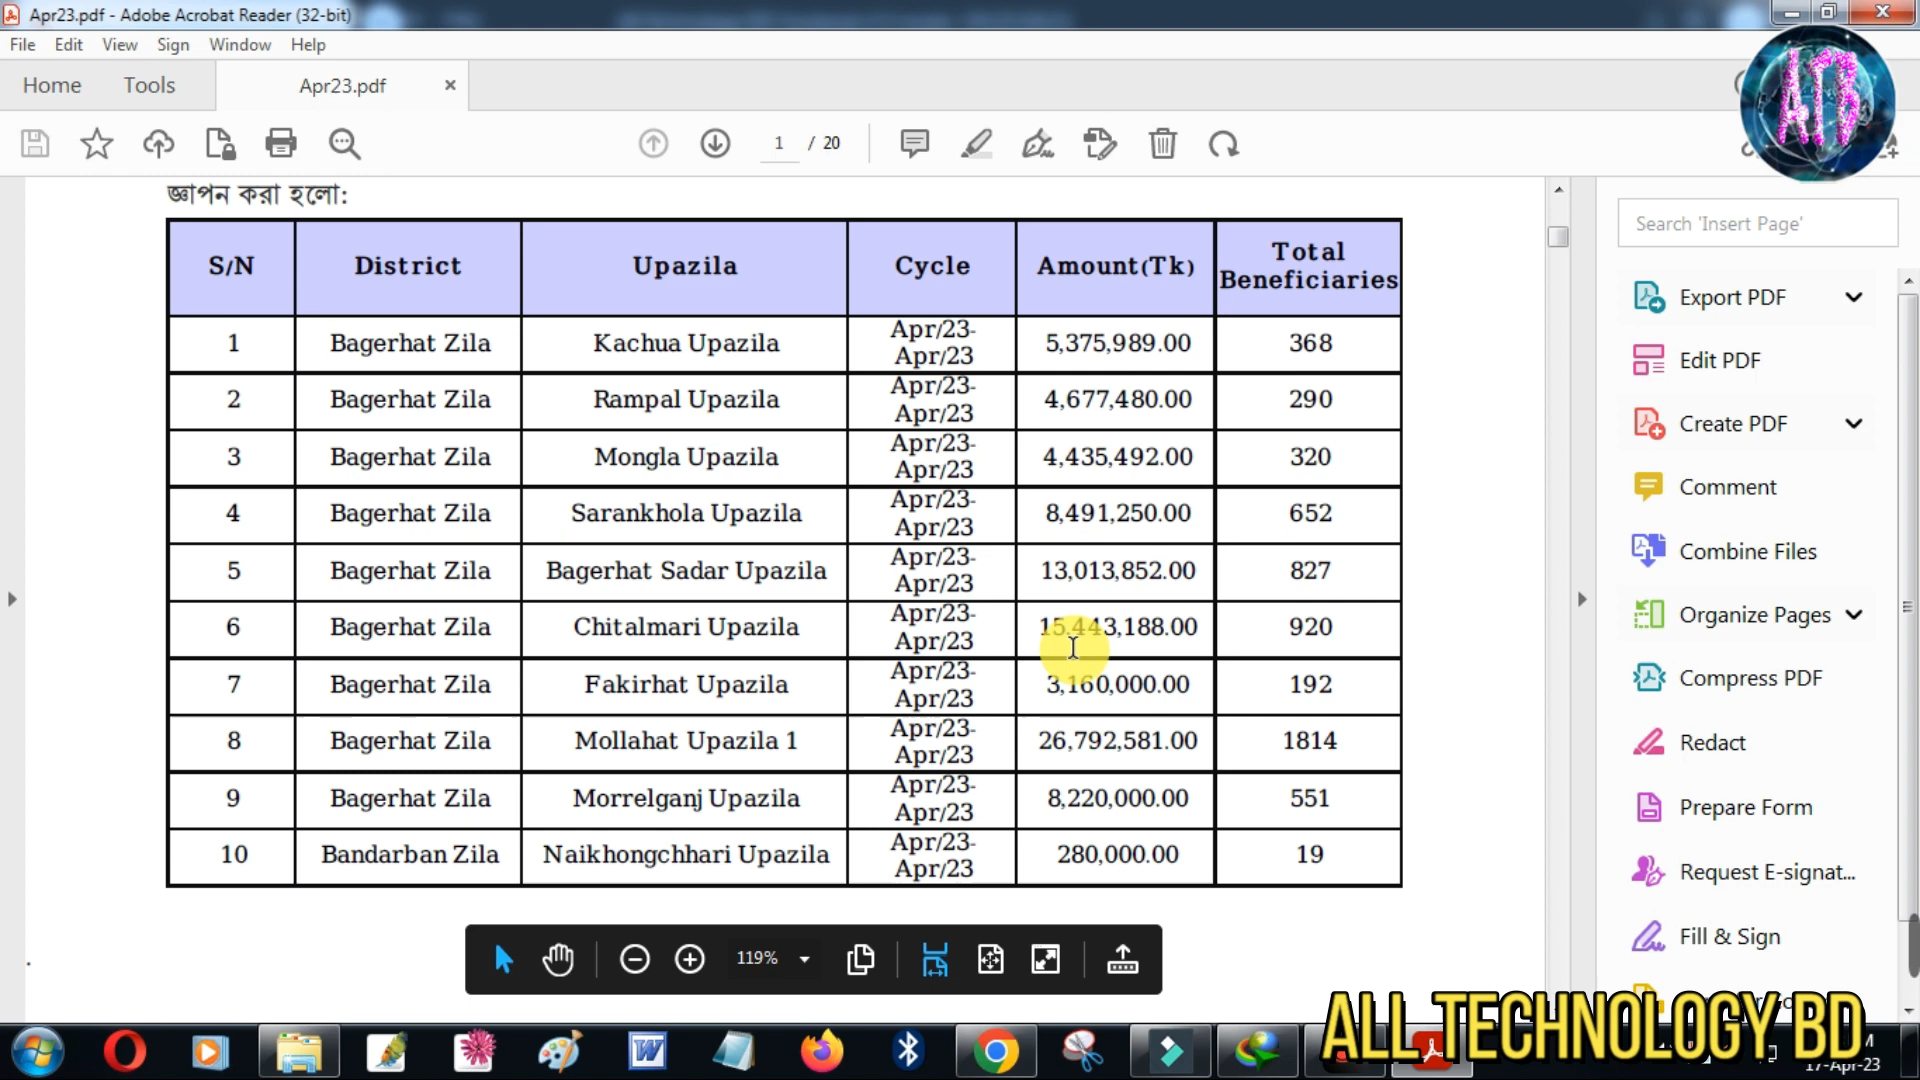 Apr23.pdf - Adobe Acrobat Reader (32-bit)
File Edit View Sign Window Help
Home Tools Apr23.pdf
1 / 20
ATB
জ্ঞাপন করা হলো:
S/N District Upazila Cycle Amount(Tk) Total Beneficiaries
1 Bagerhat Zila Kachua Upazila Apr/23-Apr/23 5,375,989.00 368
2 Bagerhat Zila Rampal Upazila Apr/23-Apr/23 4,677,480.00 290
3 Bagerhat Zila Mongla Upazila Apr/23-Apr/23 4,435,492.00 320
4 Bagerhat Zila Sarankhola Upazila Apr/23-Apr/23 8,491,250.00 652
5 Bagerhat Zila Bagerhat Sadar Upazila Apr/23-Apr/23 13,013,852.00 827
6 Bagerhat Zila Chitalmari Upazila Apr/23-Apr/23 15,443,188.00 920
7 Bagerhat Zila Fakirhat Upazila Apr/23-Apr/23 3,160,000.00 192
8 Bagerhat Zila Mollahat Upazila 1 Apr/23-Apr/23 26,792,581.00 1814
9 Bagerhat Zila Morrelganj Upazila Apr/23-Apr/23 8,220,000.00 551
10 Bandarban Zila Naikhongchhari Upazila Apr/23-Apr/23 280,000.00 19
Search 'Insert Page'
Export PDF
Edit PDF
Create PDF
Comment
Combine Files
Organize Pages
Compress PDF
Redact
Prepare Form
Request E-signat...
Fill & Sign
119%
ALL TECHNOLOGY BD
17-Apr-23